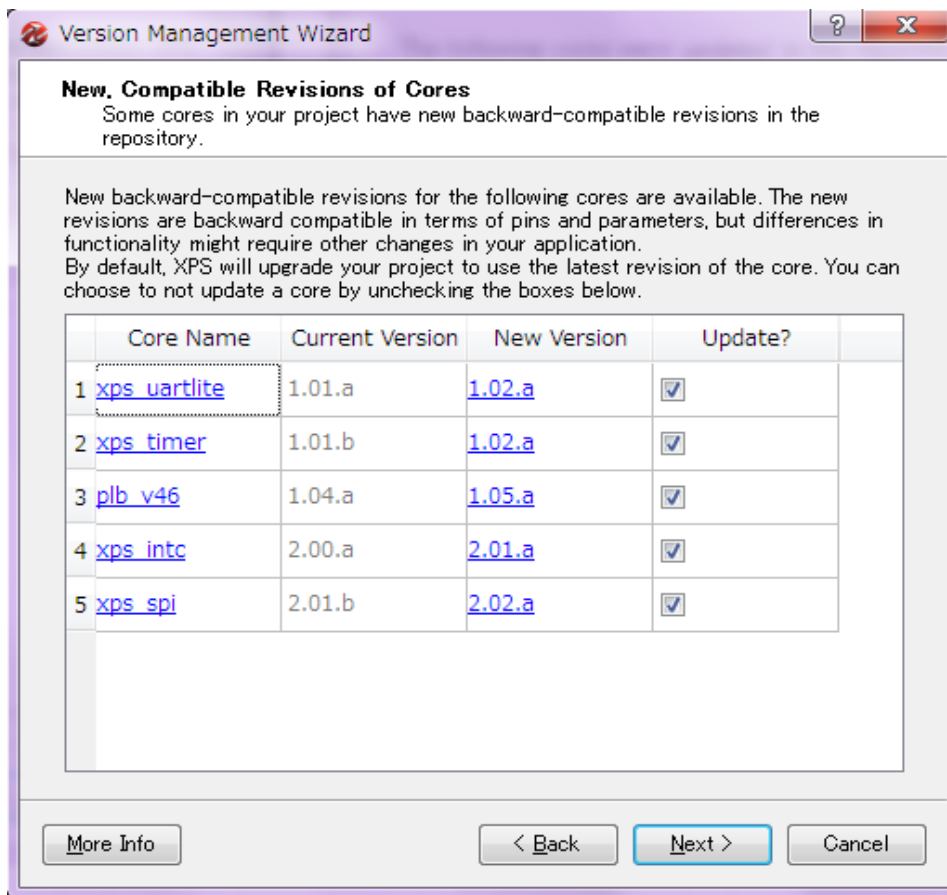 Version Management Wizard
?
New, Compatible Revisions of Cores
Some cores in your project have new backward-compatible revisions in the
repository.
New backward-compatible revisions for the following cores are available. The new
revisions are backward compatible in terms of pins and parameters, but differences in
functionality might require other changes in your application.
By default, XPS will upgrade your project to use the latest revision of the core. You can
choose to not update a core by unchecking the boxes below.
Core Name Current Version New Version Update?
1 xps_uartlite 1.01.a 1.02.a
2 xps_timer 1.01.b 1.02.a
3 plb_v46 1.04.a 1.05.a
4 xps_intc 2.00.a 2.01.a
5 xps_spi 2.01.b 2.02.a
More Info < Back Next > Cancel